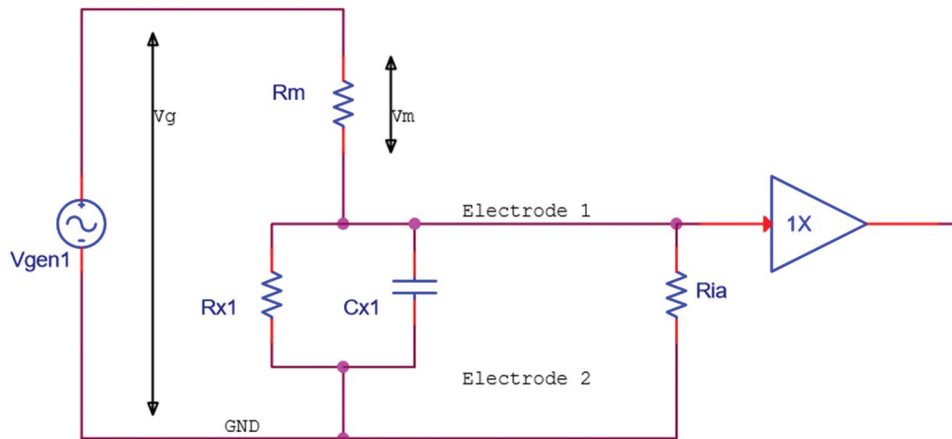 Rm
Vg
Vm
+
Electrode 1
1X
-
Vgen1
Rx1
Cx1
Ria
Electrode 2
GND